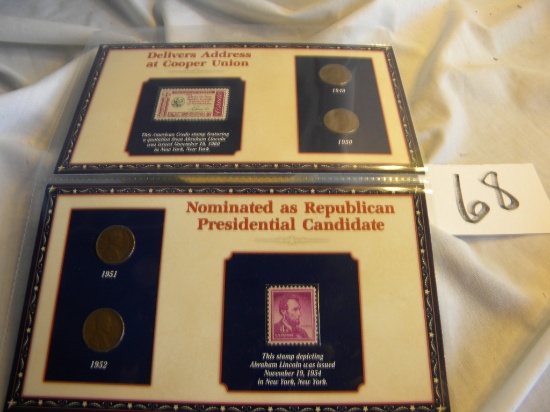 Delivers Address
at Cooper Union
This American Credo stamp featuring
a quotation from Abraham Lincoln
was issued November 19, 1960
in New York, New York
1949
1950
68
Nominated as Republican
Presidential Candidate
1951
1952
This stamp depicting
Abraham Lincoln was issued
November 19, 1954
in New York, New York.